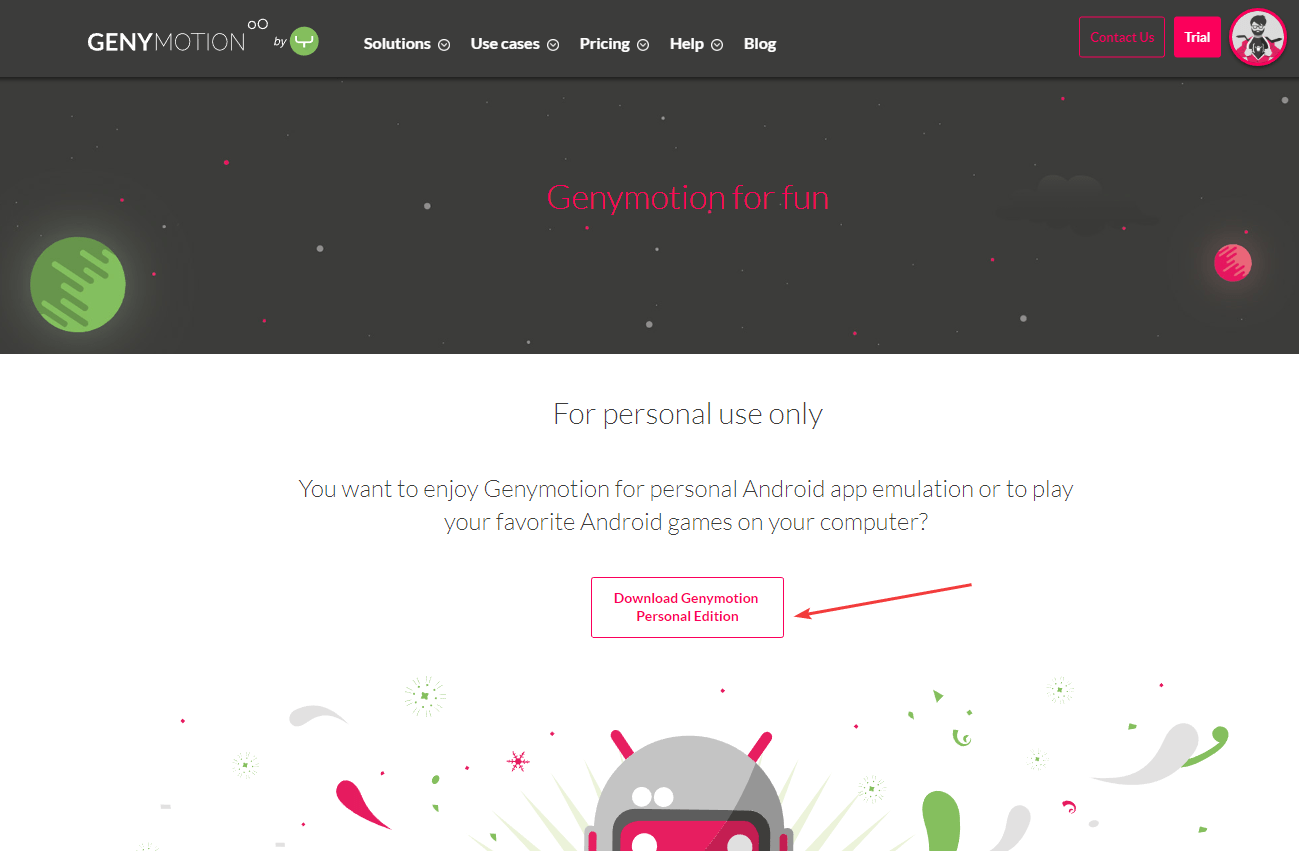 GENYMOTION by
Solutions Use cases Pricing Help Blog
Contact Us Trial
Genymotion for fun
For personal use only
You want to enjoy Genymotion for personal Android app emulation or to play
your favorite Android games on your computer?
Download Genymotion
Personal Edition